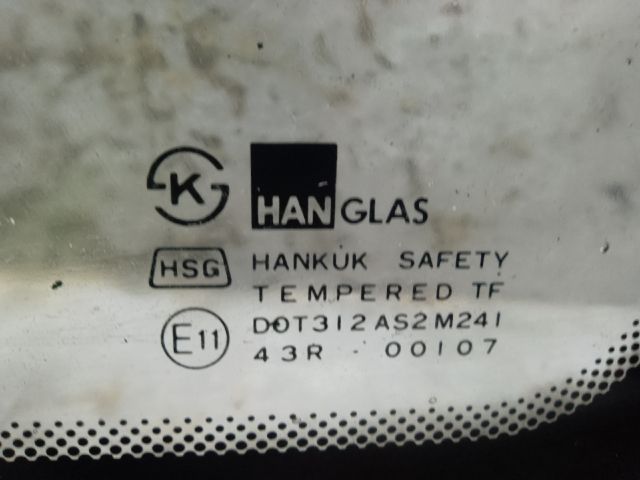 K
HANGLAS
HSG HANKUK SAFETY
TEMPERED TF
E11 DOT312 AS2 M241
43R - 00107